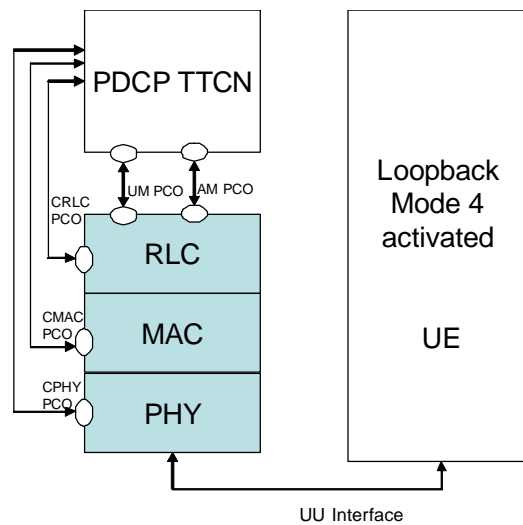 PDCP TTCN
UM PCO
AM PCO
CRLC
PCO
RLC
CMAC
PCO
MAC
CPHY
PCO
PHY
Loopback
Mode 4
activated
UE
UU Interface